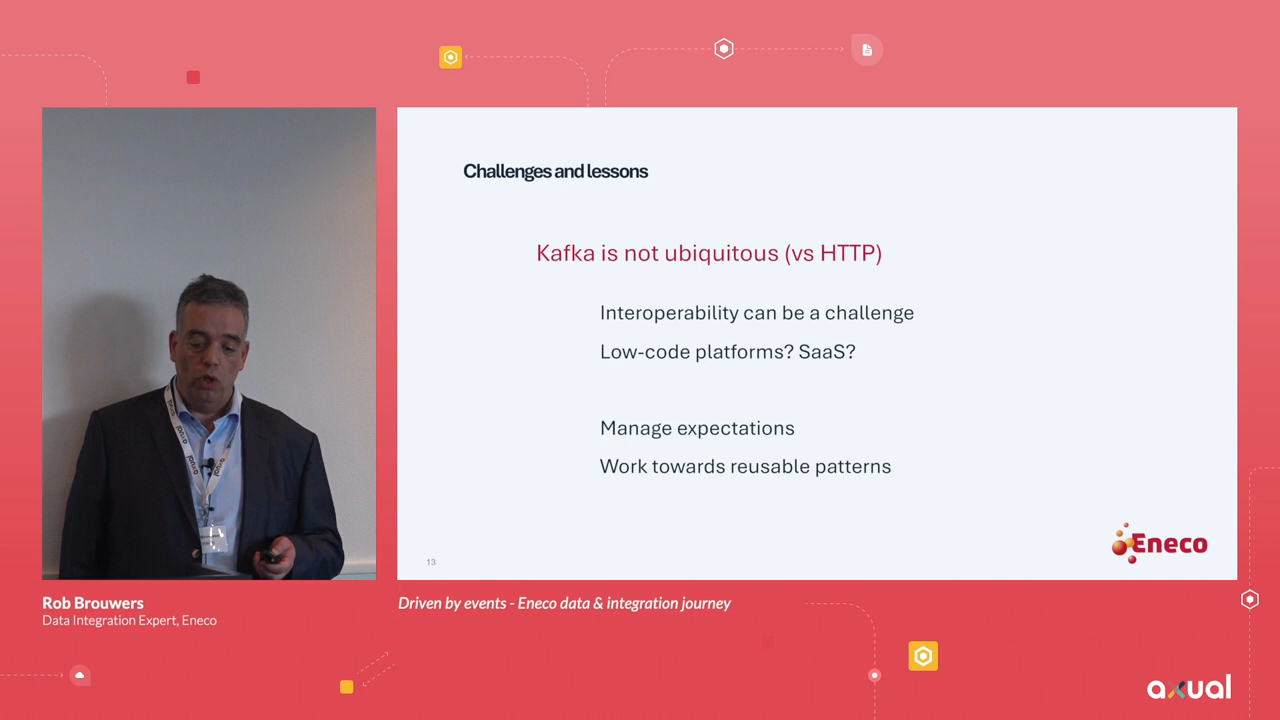 Challenges and lessons
Kafka is not ubiquitous (vs HTTP)
Interoperability can be a challenge
Low-code platforms? SaaS?
Manage expectations
Work towards reusable patterns
Eneco
13
Rob Brouwers
Data Integration Expert, Eneco
Driven by events - Eneco data & integration journey
axual